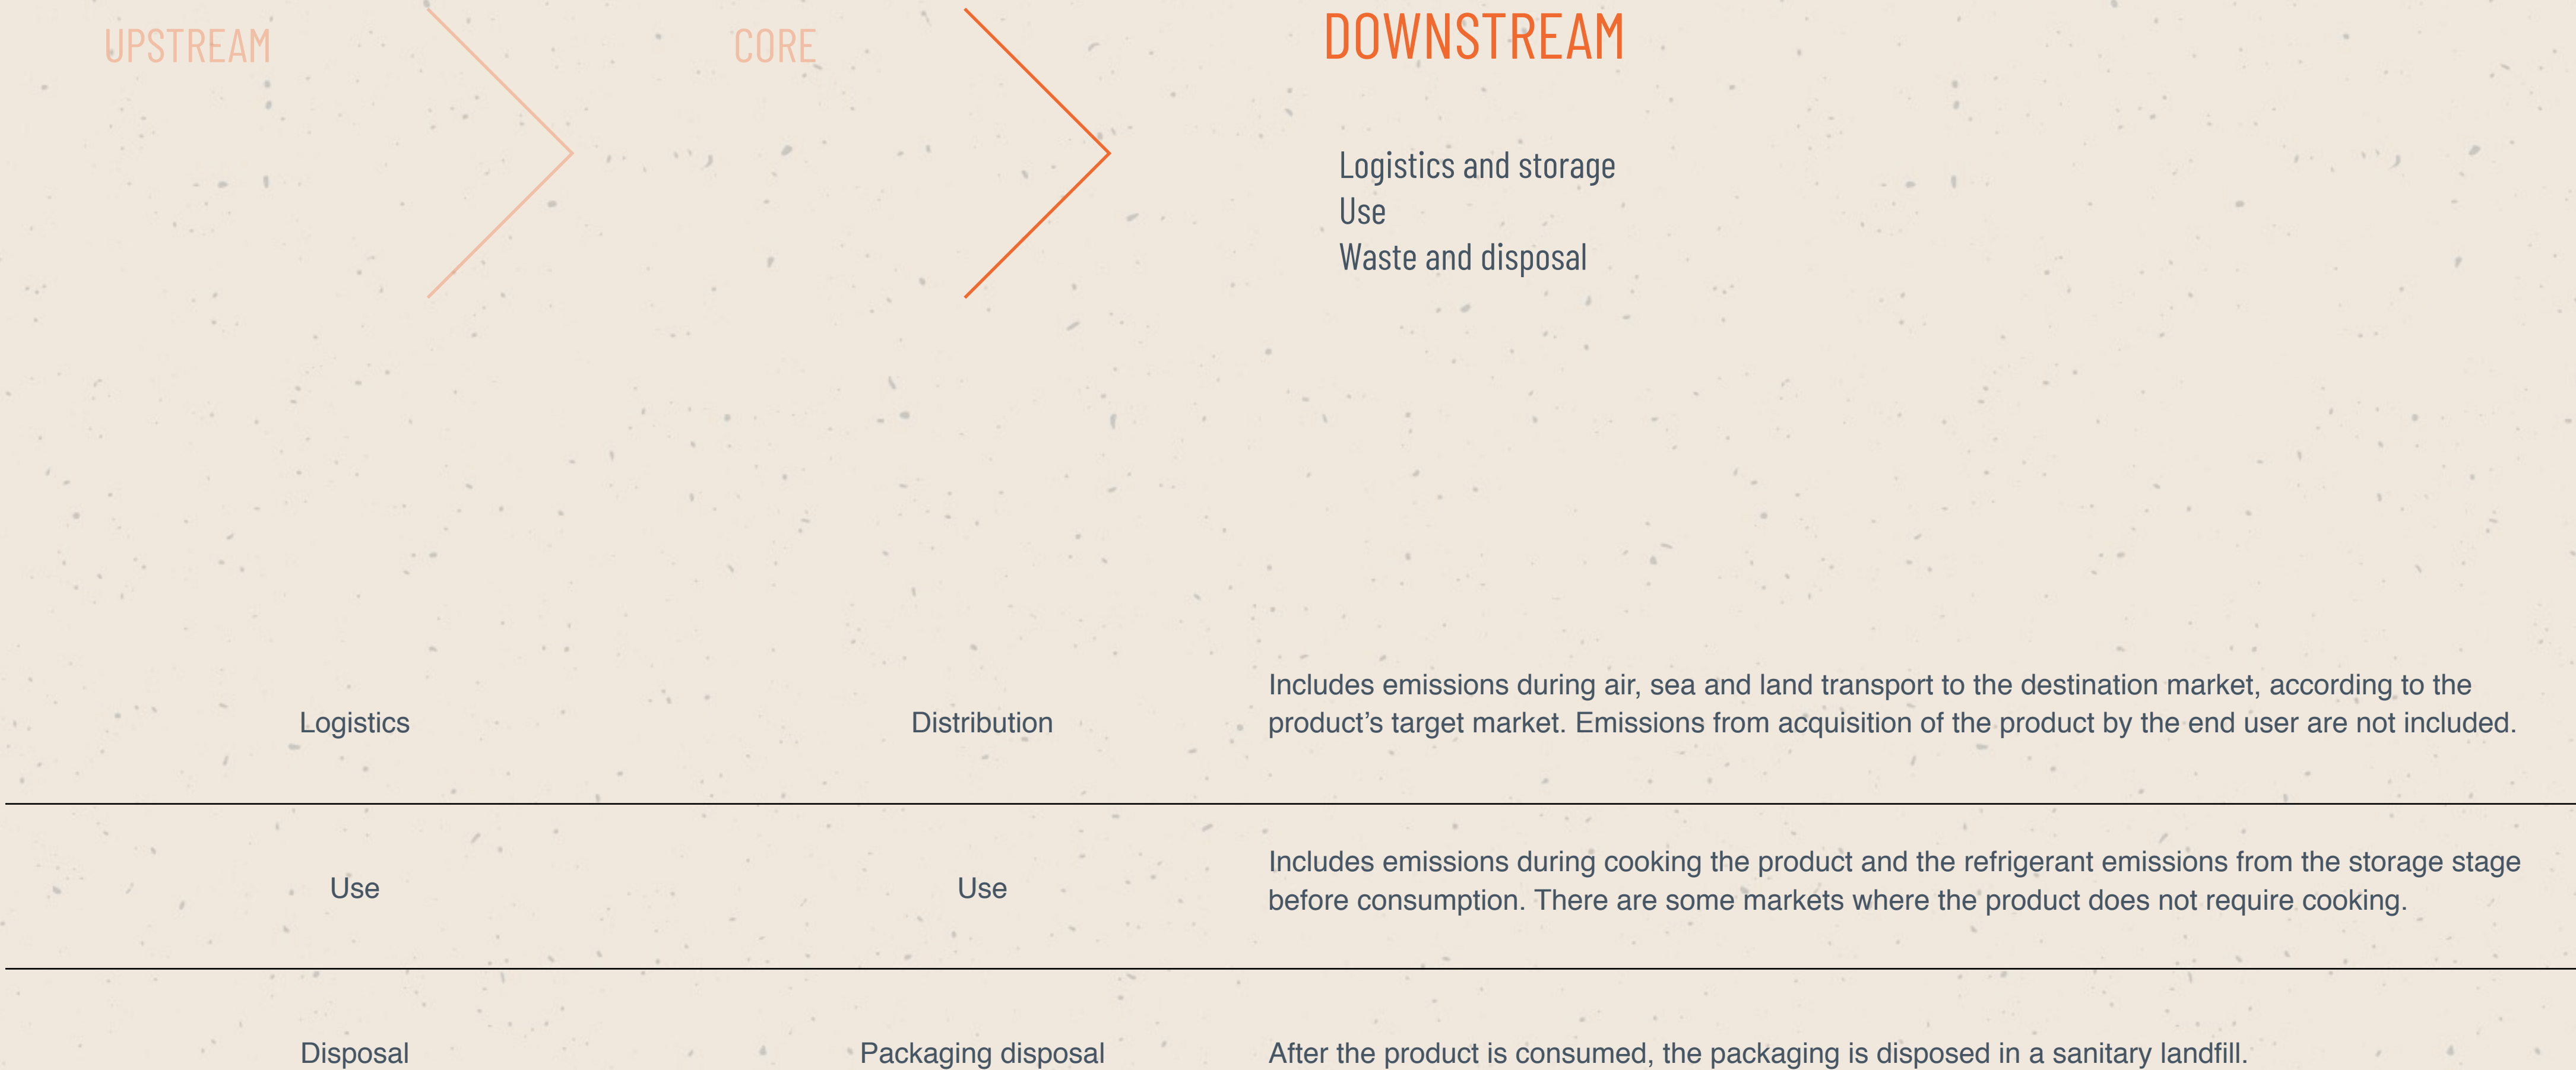 UPSTREAM
CORE
DOWNSTREAM
Logistics and storage
Use
Waste and disposal
Logistics
Distribution
Includes emissions during air, sea and land transport to the destination market, according to the
product’s target market. Emissions from acquisition of the product by the end user are not included.
Use
Use
Includes emissions during cooking the product and the refrigerant emissions from the storage stage
before consumption. There are some markets where the product does not require cooking.
Disposal
Packaging disposal
After the product is consumed, the packaging is disposed in a sanitary landfill.